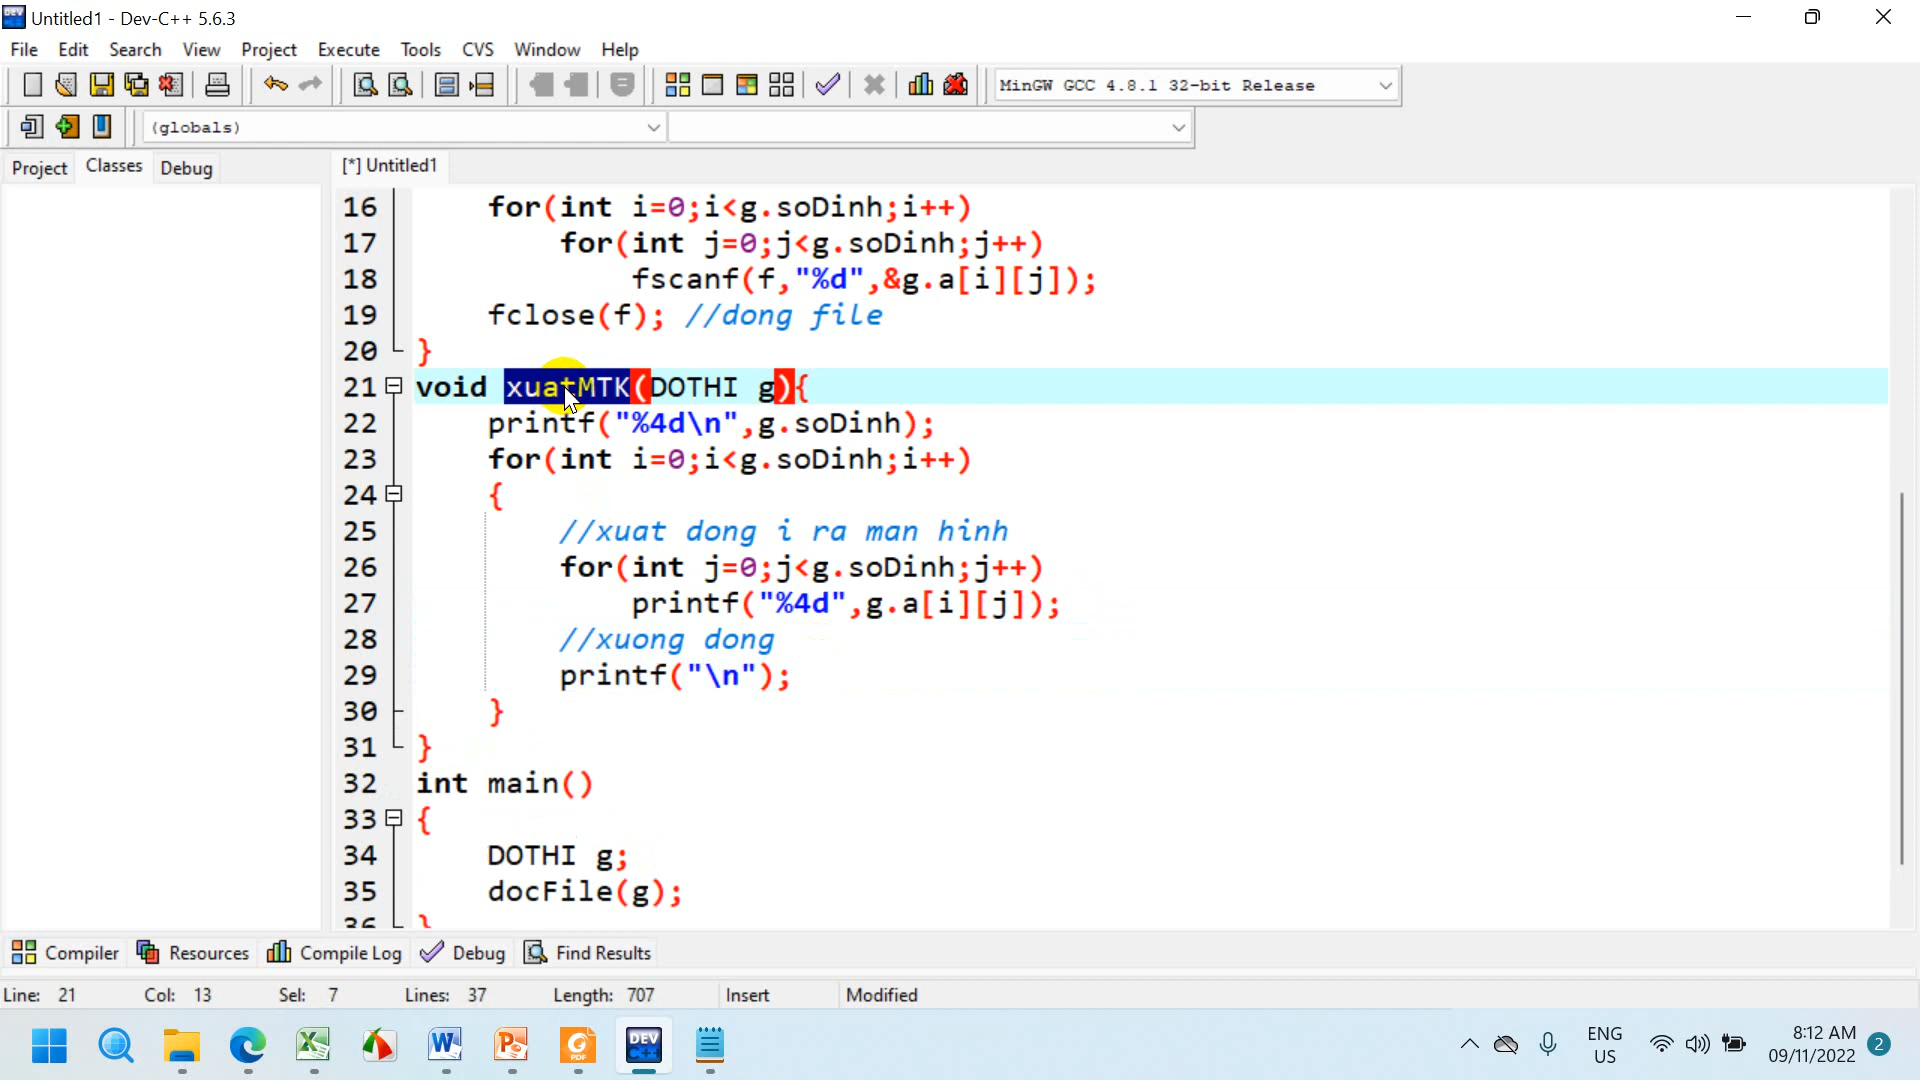 Untitled1 - Dev-C++ 5.6.3
File Edit Search View Project Execute Tools CVS Window Help
MinGW GCC 4.8.1 32-bit Release
(globals)
Project Classes Debug [*] Untitled1
16 for(int i=0;i<g.soDinh;i++)
17 for(int j=0;j<g.soDinh;j++)
18 fscanf(f,"%d",&g.a[i][j]);
19 fclose(f); //dong file
20 }
21 void xuatMTK(DOTHI g){
22 printf("%4d\n",g.soDinh);
23 for(int i=0;i<g.soDinh;i++)
24 {
25 //xuat dong i ra man hinh
26 for(int j=0;j<g.soDinh;j++)
27 printf("%4d",g.a[i][j]);
28 //xuong dong
29 printf("\n");
30 }
31 }
32 int main()
33 {
34 DOTHI g;
35 docFile(g);
36 }
Compiler Resources Compile Log Debug Find Results
Line: 21 Col: 13 Sel: 7 Lines: 37 Length: 707 Insert Modified
ENG
US
8:12 AM
09/11/2022
2